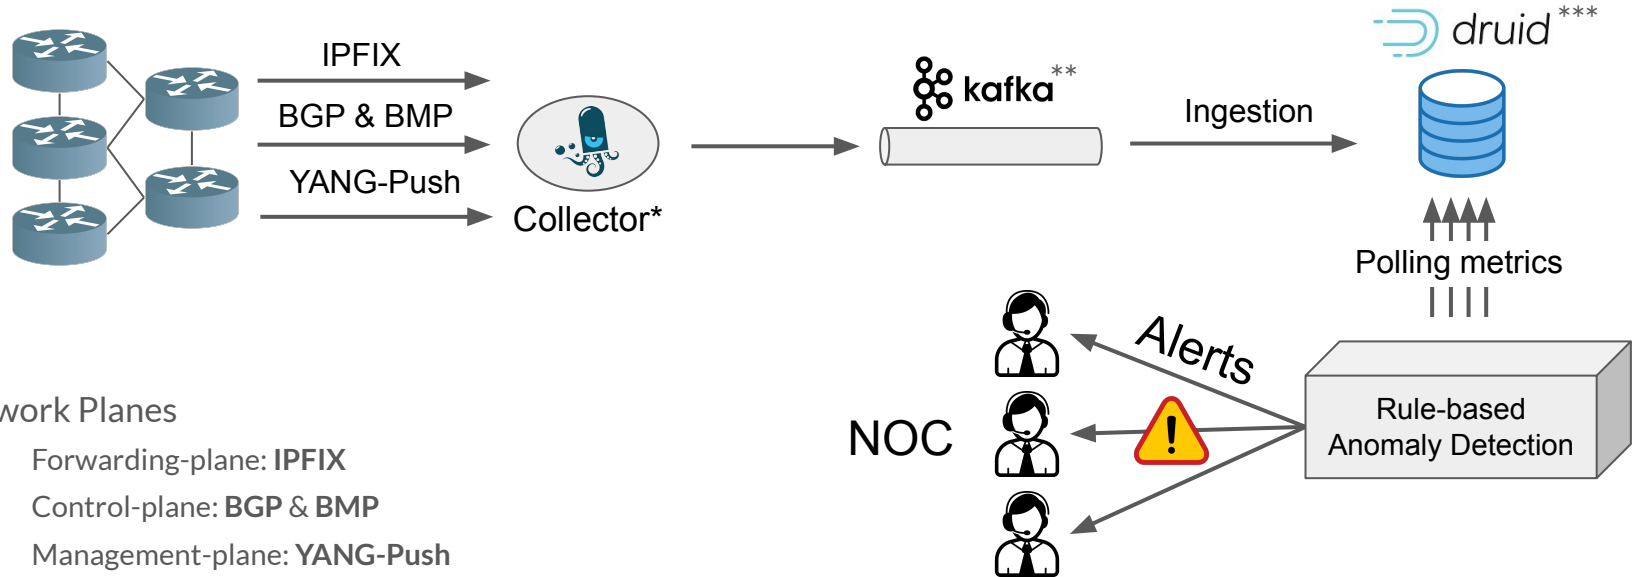 IPFIX
BGP & BMP
YANG-Push
Collector*
kafka**
Ingestion
druid***
Polling metrics
Alerts
NOC
Rule-based
Anomaly Detection
work Planes
Forwarding-plane: IPFIX
Control-plane: BGP & BMP
Management-plane: YANG-Push